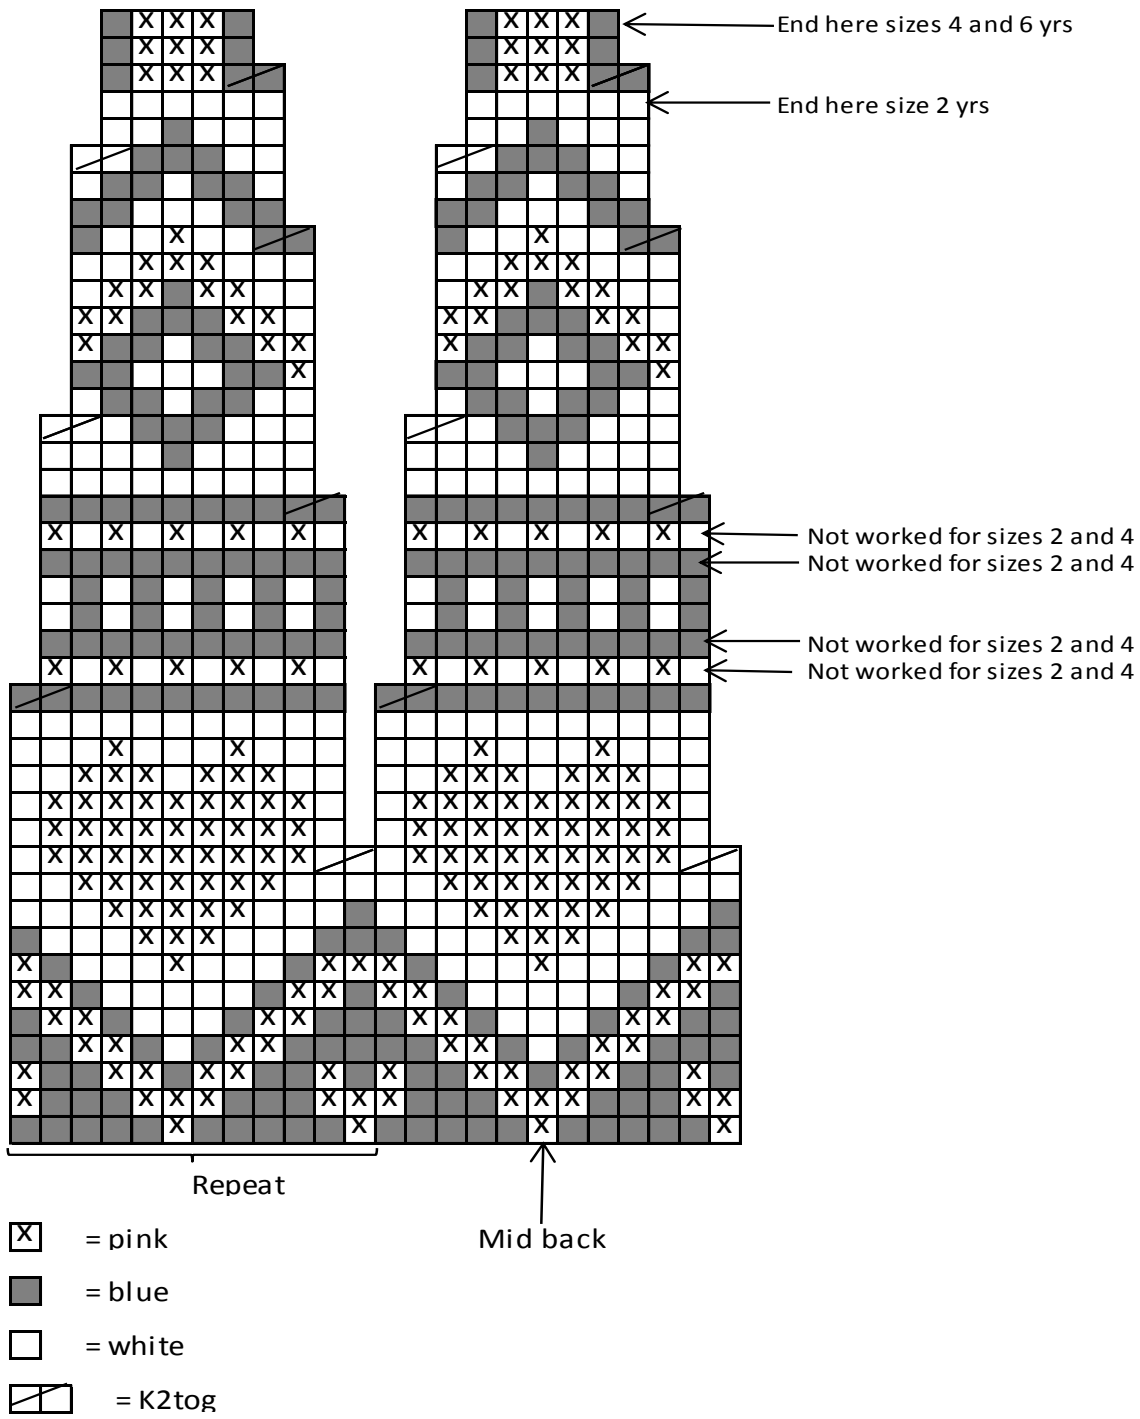 End here sizes 4 and 6 yrs
End here size 2 yrs
Not worked for sizes 2 and 4
Not worked for sizes 2 and 4
Not worked for sizes 2 and 4
Not worked for sizes 2 and 4
Repeat
Mid back
X = pink
= blue
= white
= K2tog